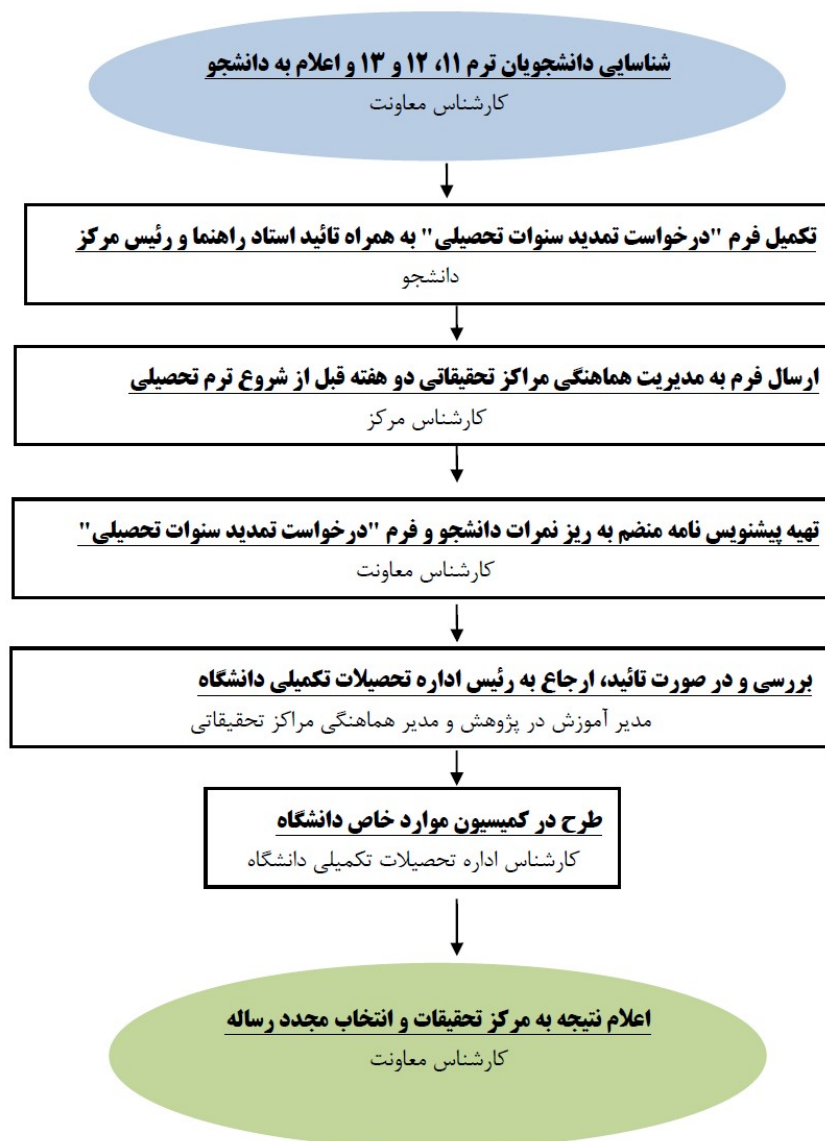 شناسایی دانشجویان ترم ۱۱، ۱۲ و ۱۳ و اعلام به دانشجو
کارشناس معاونت
تکمیل فرم "درخواست تمدید سنوات تحصیلی" به همراه تائید استاد راهنما و رئیس مرکز
دانشجو
ارسال فرم به مدیریت هماهنگی مراکز تحقیقاتی دو هفته قبل از شروع ترم تحصیلی
کارشناس مرکز
تهیه پیشنویس نامه منضم به ریز نمرات دانشجو و فرم "درخواست تمدید سنوات تحصیلی"
کارشناس معاونت
بررسی و در صورت تائید، ارجاع به رئیس اداره تحصیلات تکمیلی دانشگاه
مدیر آموزش در پژوهش و مدیر هماهنگی مراکز تحقیقاتی
طرح در کمیسیون موارد خاص دانشگاه
کارشناس اداره تحصیلات تکمیلی دانشگاه
اعلام نتیجه به مرکز تحقیقات و انتخاب مجدد رساله
کارشناس معاونت